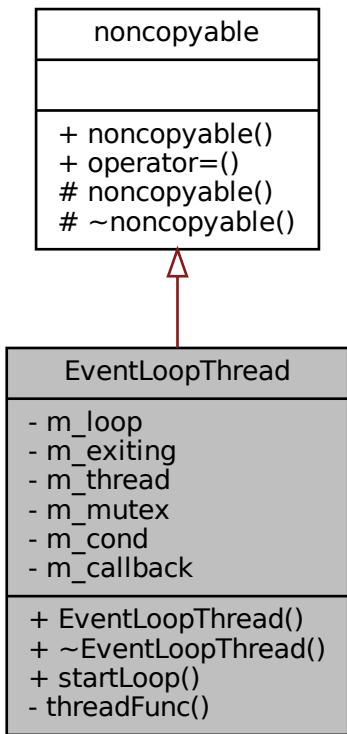 noncopyable
+ noncopyable()
+ operator=()
# noncopyable()
# ~noncopyable()
EventLoopThread
- m_loop
- m_exiting
- m_thread
- m_mutex
- m_cond
- m_callback
+ EventLoopThread()
+ ~EventLoopThread()
+ startLoop()
- threadFunc()